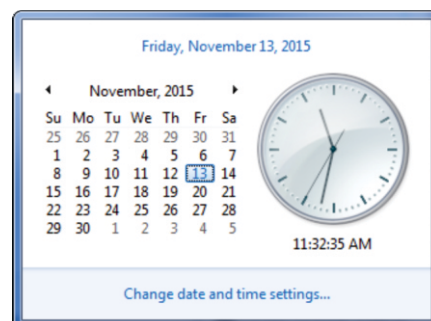 Friday, November 13, 2015
November, 2015
Su Mo Tu We Th Fr Sa
25 26 27 28 29 30 31
1 2 3 4 5 6 7
8 9 10 11 12 13 14
15 16 17 18 19 20 21
22 23 24 25 26 27 28
29 30 1 2 3 4 5
11:32:35 AM
Change date and time settings...